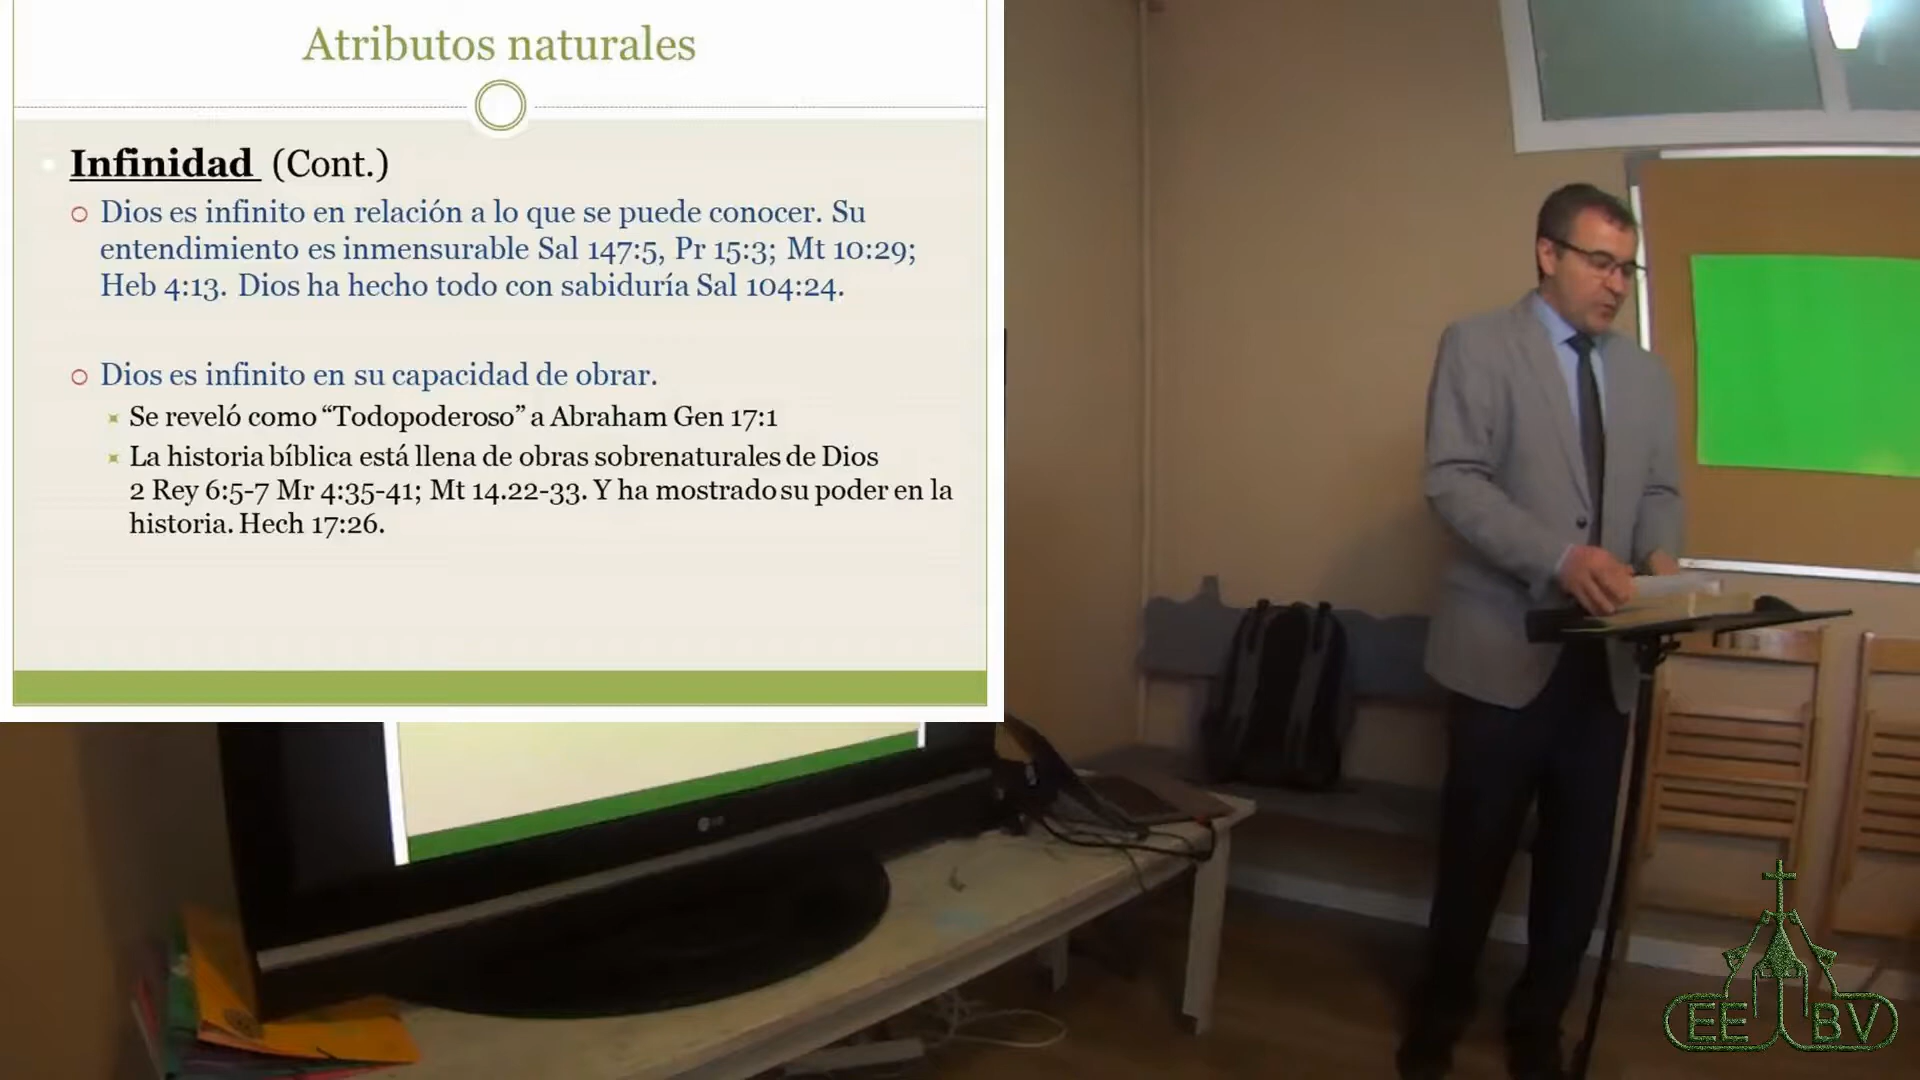 Atributos naturales
Infinidad (Cont.)
Dios es infinito en relación a lo que se puede conocer. Su
entendimiento es inmensurable Sal 147:5, Pr 15:3; Mt 10:29;
Heb 4:13. Dios ha hecho todo con sabiduría Sal 104:24.
Dios es infinito en su capacidad de obrar.
Se reveló como “Todopoderoso” a Abraham Gen 17:1
La historia bíblica está llena de obras sobrenaturales de Dios
2 Rey 6:5-7 Mr 4:35-41; Mt 14.22-33. Y ha mostrado su poder en la
historia. Hech 17:26.
LG
EE BV